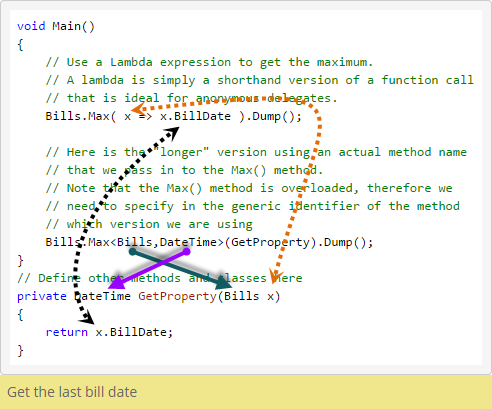 void Main()
{
    // Use a Lambda expression to get the maximum.
    // A lambda is simply a shorthand version of a function call
    // that is ideal for anonymous delegates.
    Bills.Max( x => x.BillDate ).Dump();

    // Here is the "longer" version using an actual method name
    // that we pass in to the Max() method.
    // Note that the Max() method is overloaded, therefore we
    // need to specify in the generic identifier of the method
    // which version we are using
    Bills.Max<Bills,DateTime>(GetProperty).Dump();
}
// Define other methods and classes here
private DateTime GetProperty(Bills x)
{
    return x.BillDate;
}
Get the last bill date